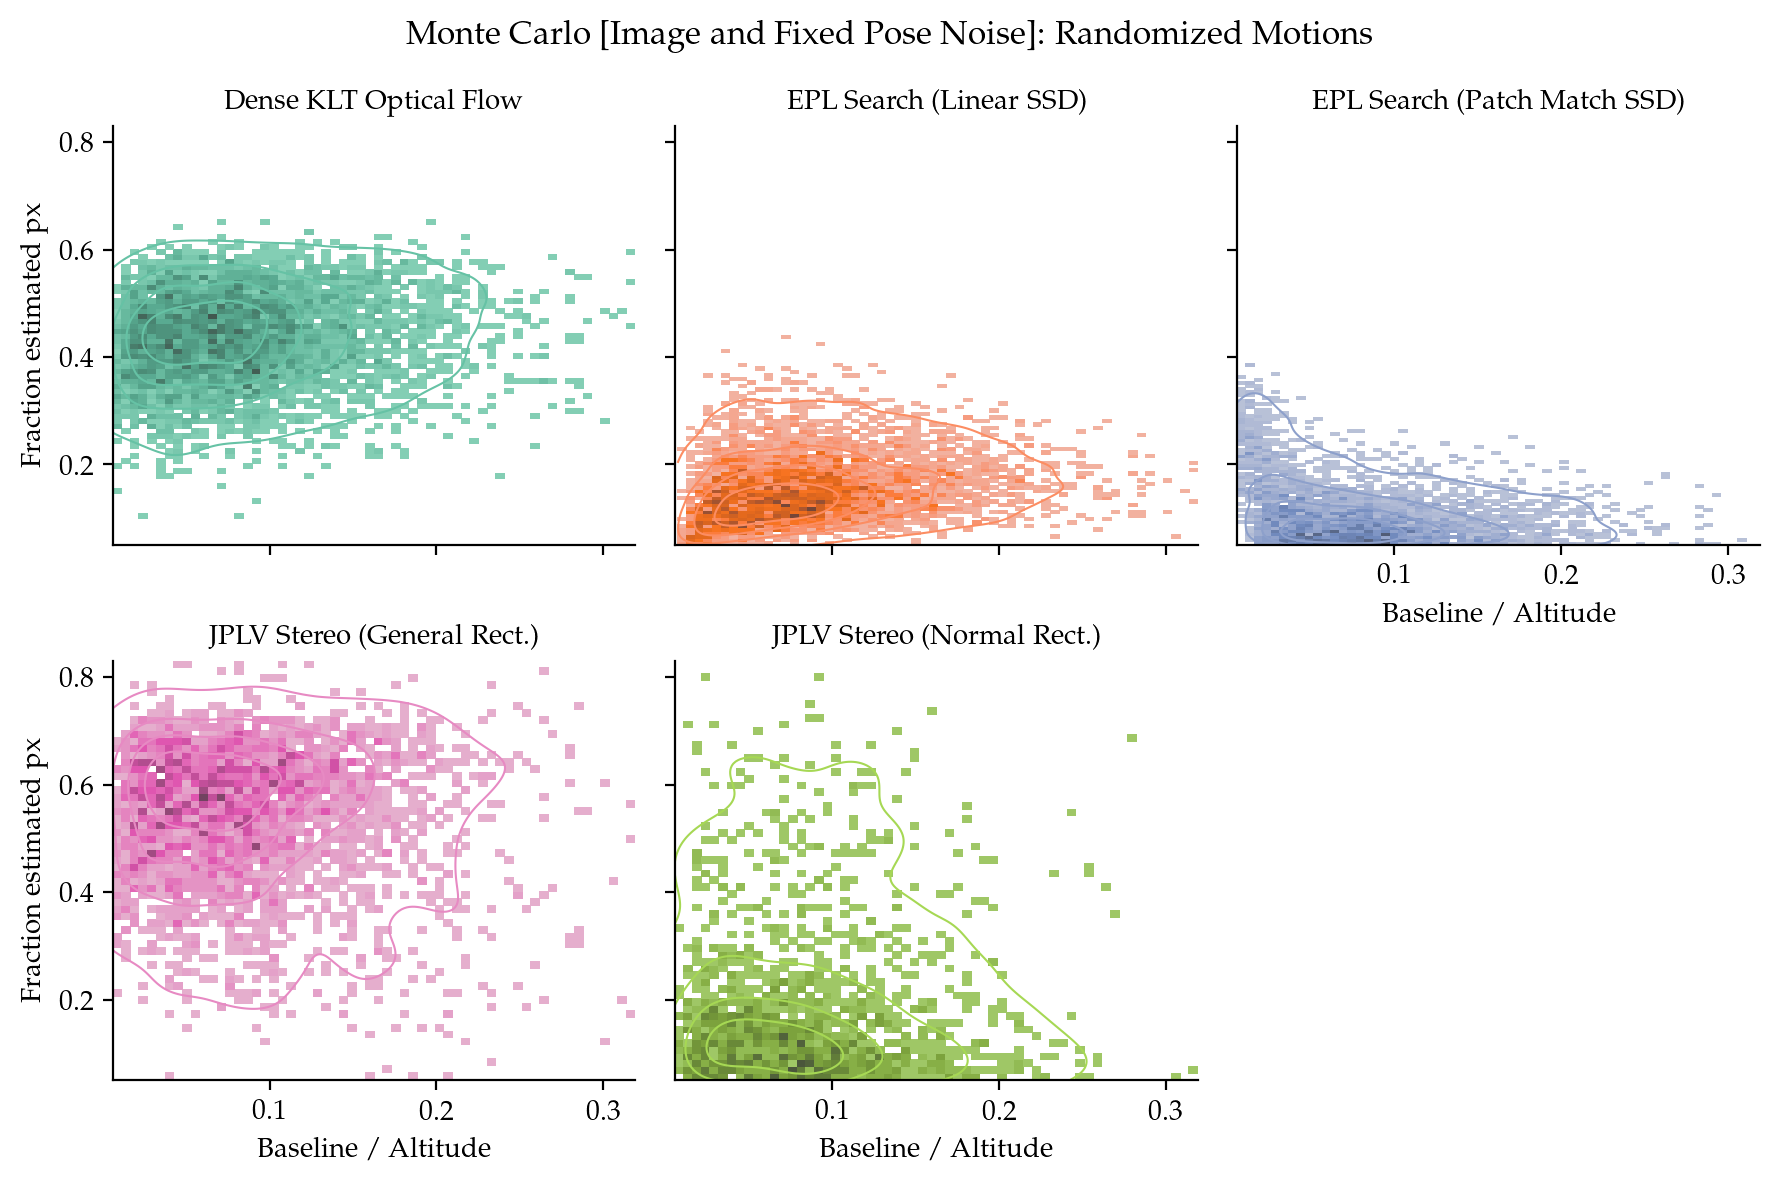 Monte Carlo [Image and Fixed Pose Noise]: Randomized Motions
Dense KLT Optical Flow
EPL Search (Linear SSD)
EPL Search (Patch Match SSD)
Fraction estimated px
0.8
0.6
0.4
0.2
0.1 0.2 0.3
Baseline / Altitude
JPLV Stereo (General Rect.)
JPLV Stereo (Normal Rect.)
Fraction estimated px
0.8
0.6
0.4
0.2
0.1 0.2 0.3
Baseline / Altitude
0.1 0.2 0.3
Baseline / Altitude